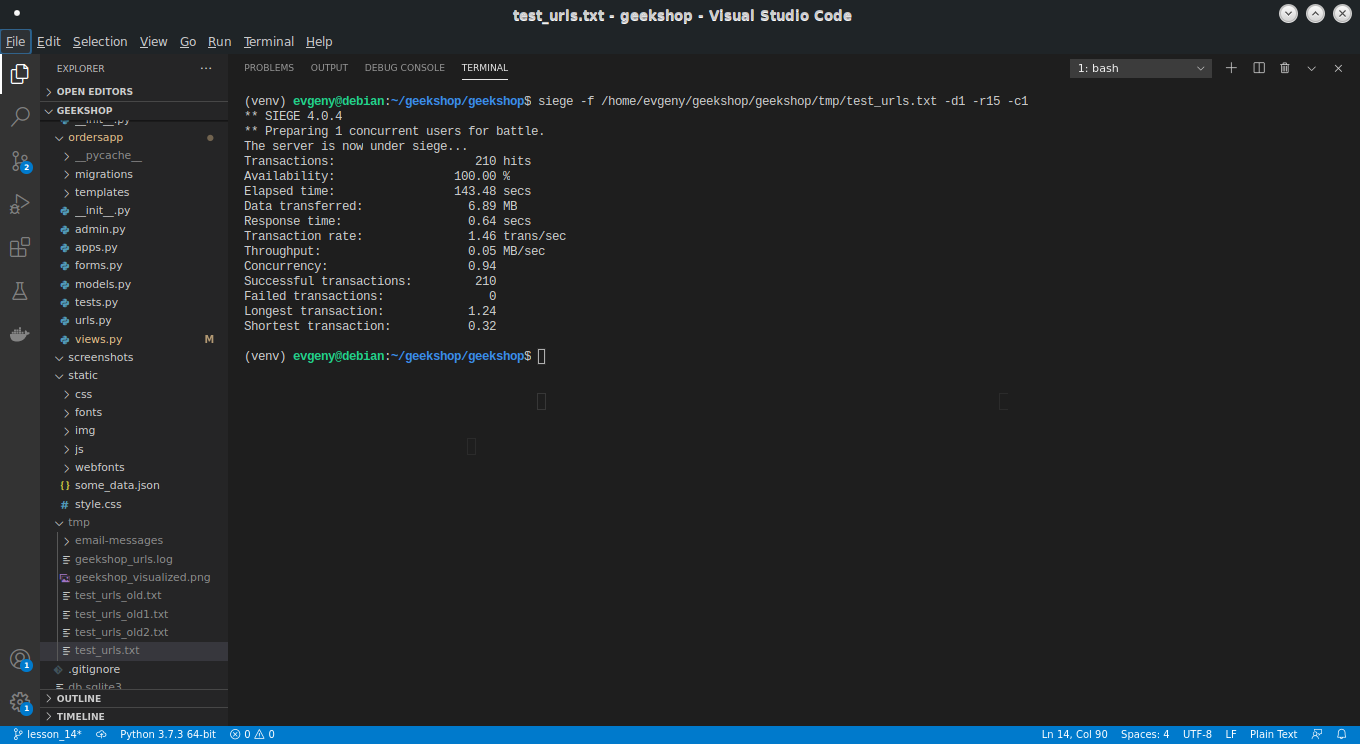 test_urls.txt - geekshop - Visual Studio Code
File Edit Selection View Go Run Terminal Help
EXPLORER ···
PROBLEMS OUTPUT DEBUG CONSOLE TERMINAL
1: bash
OPEN EDITORS
GEEKSHOP
__init__.py
ordersapp
__pycache__
migrations
templates
__init__.py
admin.py
apps.py
forms.py
models.py
tests.py
urls.py
views.py M
screenshots
static
css
fonts
img
js
webfonts
{} some_data.json
# style.css
tmp
email-messages
geekshop_urls.log
geekshop_visualized.png
test_urls_old.txt
test_urls_old1.txt
test_urls_old2.txt
test_urls.txt
.gitignore
db.sqlite3
OUTLINE
TIMELINE
2
1
1
(venv) evgeny@debian:~/geekshop/geekshop$ siege -f /home/evgeny/geekshop/geekshop/tmp/test_urls.txt -d1 -r15 -c1
** SIEGE 4.0.4
** Preparing 1 concurrent users for battle.
The server is now under siege...
Transactions: 210 hits
Availability: 100.00 %
Elapsed time: 143.48 secs
Data transferred: 6.89 MB
Response time: 0.64 secs
Transaction rate: 1.46 trans/sec
Throughput: 0.05 MB/sec
Concurrency: 0.94
Successful transactions: 210
Failed transactions: 0
Longest transaction: 1.24
Shortest transaction: 0.32
(venv) evgeny@debian:~/geekshop/geekshop$
lesson_14* Python 3.7.3 64-bit 0 0 Ln 14, Col 90 Spaces: 4 UTF-8 LF Plain Text